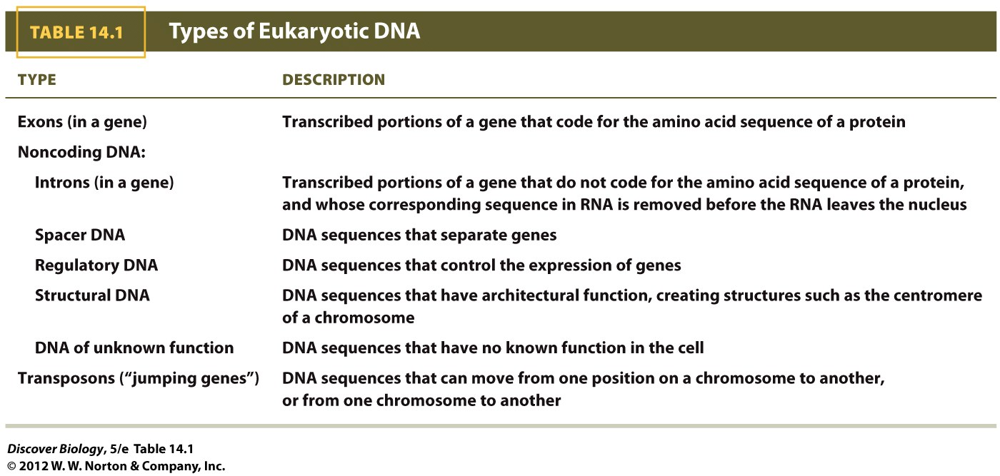 TABLE 14.1 Types of Eukaryotic DNA
TYPE DESCRIPTION
Exons (in a gene) Transcribed portions of a gene that code for the amino acid sequence of a protein
Noncoding DNA:
Introns (in a gene) Transcribed portions of a gene that do not code for the amino acid sequence of a protein,
and whose corresponding sequence in RNA is removed before the RNA leaves the nucleus
Spacer DNA DNA sequences that separate genes
Regulatory DNA DNA sequences that control the expression of genes
Structural DNA DNA sequences that have architectural function, creating structures such as the centromere
of a chromosome
DNA of unknown function DNA sequences that have no known function in the cell
Transposons (“jumping genes”) DNA sequences that can move from one position on a chromosome to another,
or from one chromosome to another
Discover Biology, 5/e Table 14.1
© 2012 W. W. Norton & Company, Inc.